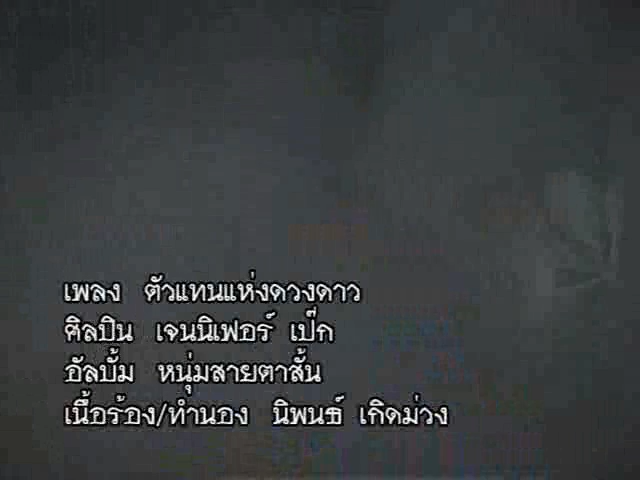 เพลง ตัวแทนแห่งดวงดาว
ศิลปิน เจนนิเฟอร์ เป๊ก
อัลบั้ม หนุ่มสายตาสั้น
เนื้อร้อง/ทำนอง นิพนธ์ เกิดม่วง